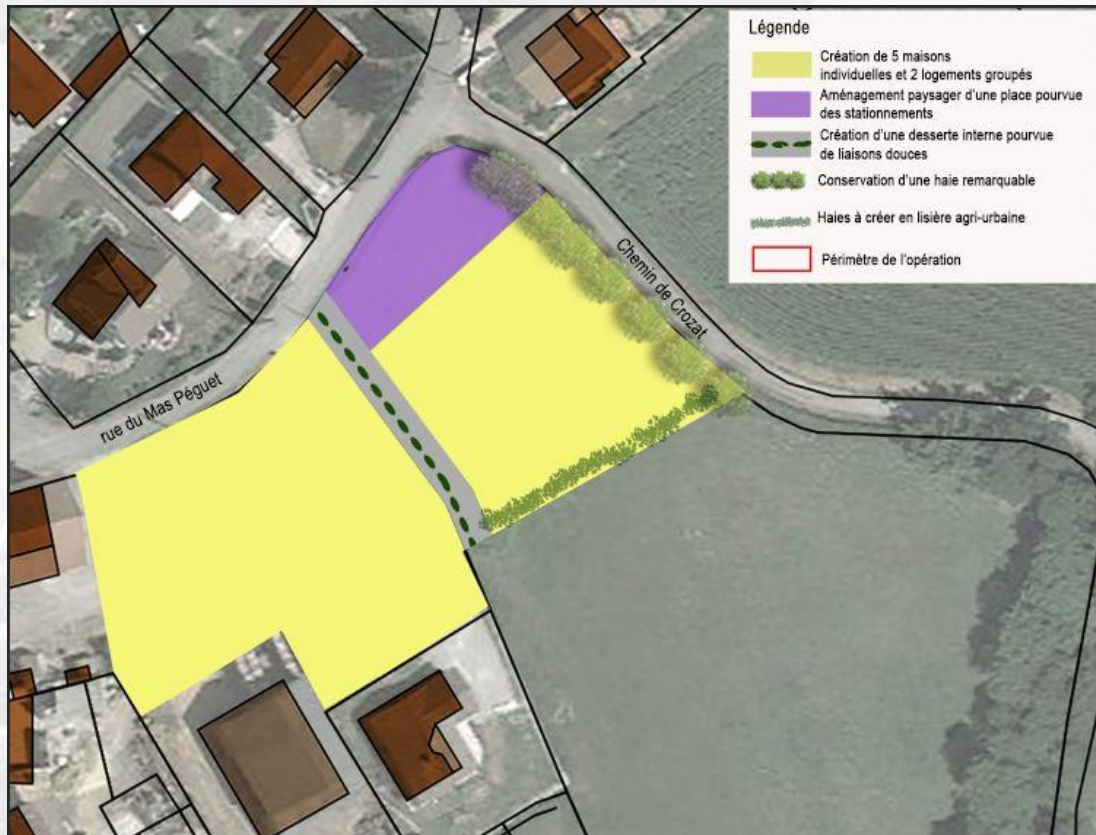 Légende
Création de 5 maisons
individuelles et 2 logements groupés
Aménagement paysager d'une place pourvue
des stationnements
Création d'une desserte interne pourvue
de liaisons douces
Conservation d'une haie remarquable
Haies à créer en lisière agri-urbaine
Périmètre de l'opération
Chemin de Crozat
rue du Mas Péguet